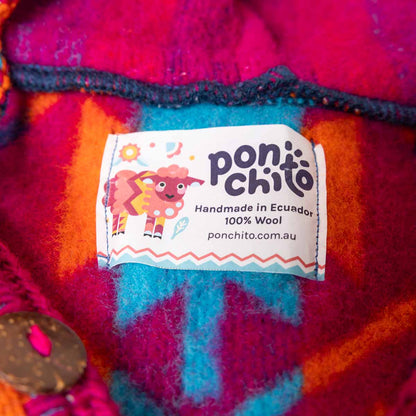 pon
chito
Handmade in Ecuador
100% Wool
ponchito.com.au